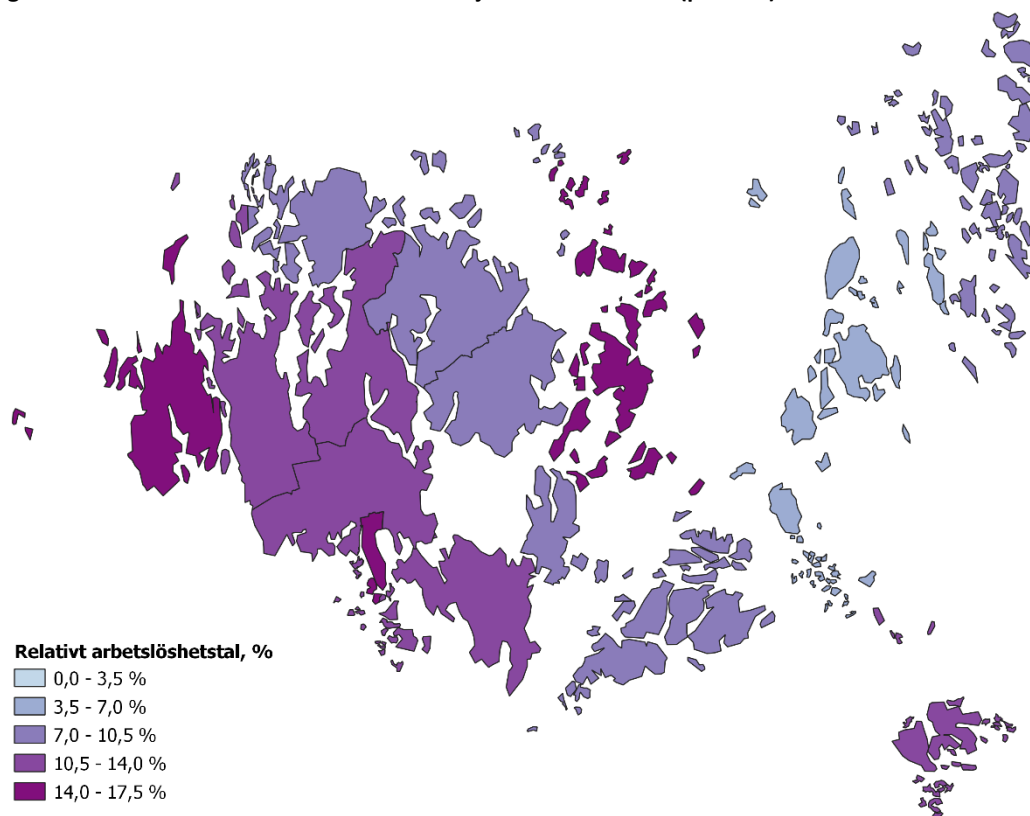 Relativt arbetslöshetstal, %
0,0 - 3,5 %
3,5 - 7,0 %
7,0 - 10,5 %
10,5 - 14,0 %
14,0 - 17,5 %